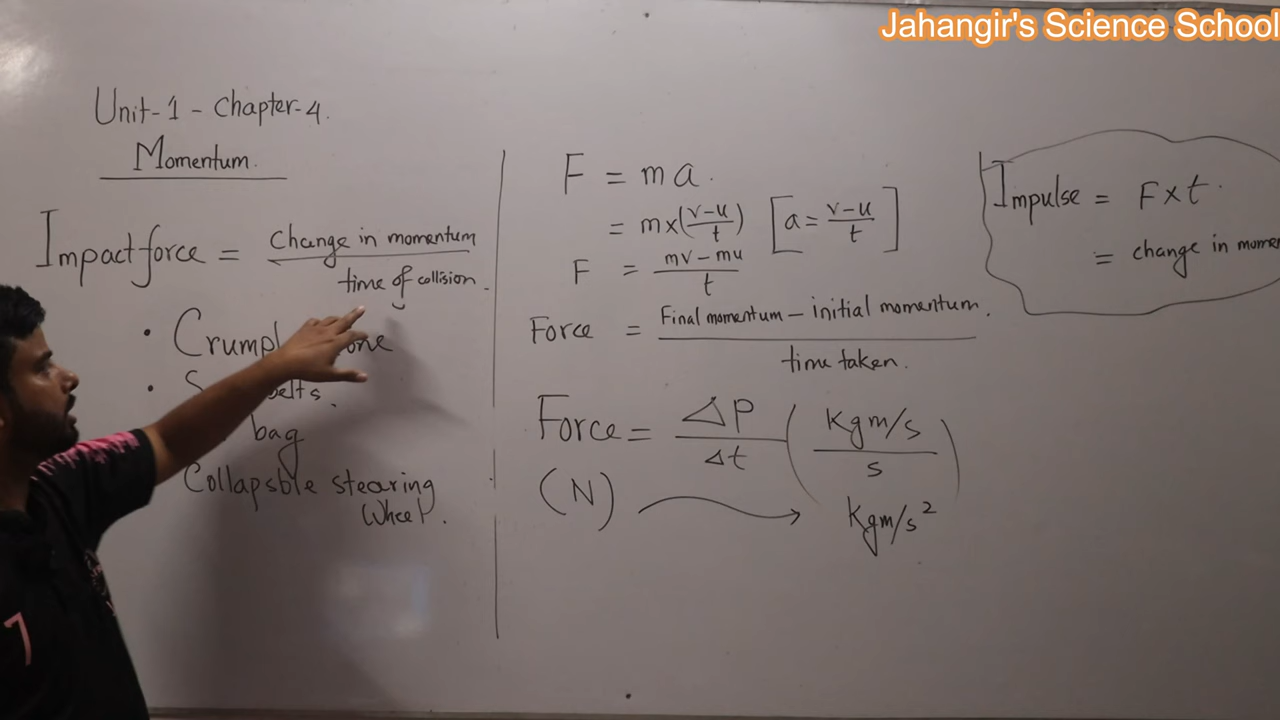 Jahangir's Science School
Unit-1 - Chapter-4.
Momentum.
Impact force = Change in momentum
time of collision.
• Crumpl one
• S belts.
bag
Collapsble stearing
Wheel.
F = ma.
= m×(v-u/t) [a = v-u/t]
F = mv - mu / t
Force = Final momentum - initial momentum.
time taken.
Force = ΔP/Δt (Kgm/s / s)
(N) → Kgm/s²
Impulse = F×t.
= change in mome